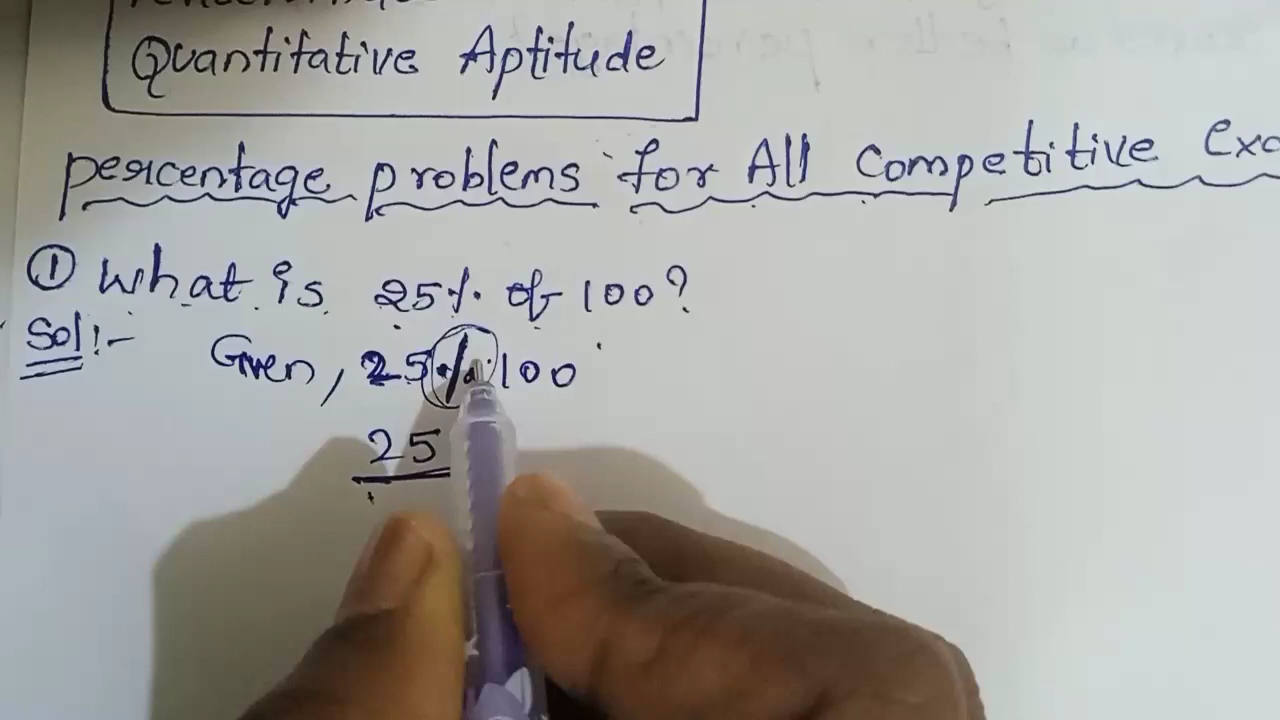 Quantitative Aptitude
percentage problems for All Competitive
① What is 25% of 100?
Sol:- Given, 25% 100
25